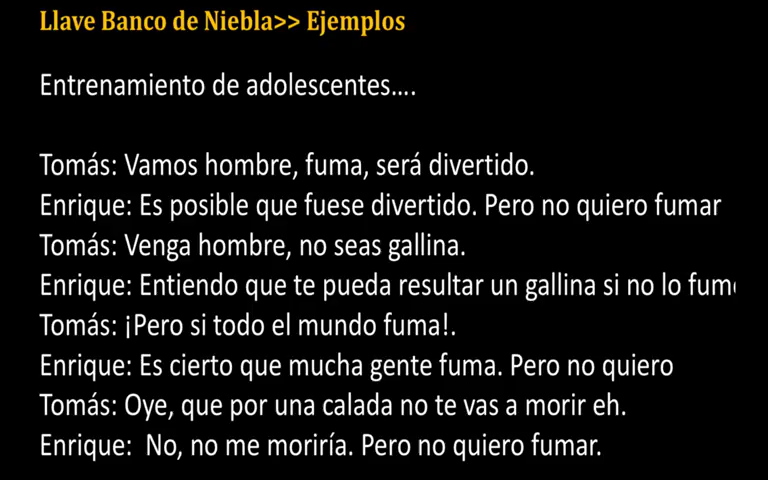 Llave Banco de Niebla>> Ejemplos
Entrenamiento de adolescentes....
Tomás: Vamos hombre, fuma, será divertido.
Enrique: Es posible que fuese divertido. Pero no quiero fumar
Tomás: Venga hombre, no seas gallina.
Enrique: Entiendo que te pueda resultar un gallina si no lo
Tomás: ¡Pero si todo el mundo fuma!.
Enrique: Es cierto que mucha gente fuma. Pero no quiero
Tomás: Oye, que por una calada no te vas a morir eh.
Enrique: No, no me moriría. Pero no quiero fumar.